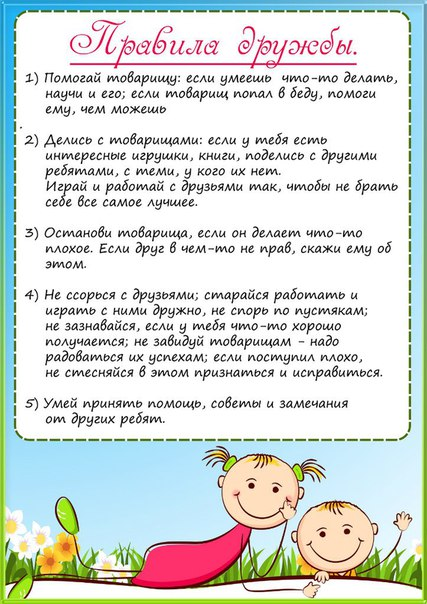 Правила дружбы.
1) Помогай товарищу: если умеешь что-то делать,
научи и его; если товарищ попал в беду, помоги
ему, чем можешь
.
2) Делись с товарищами: если у тебя есть
интересные игрушки, книги, поделись с другими
ребятами, с теми, у кого их нет.
Играй и работай с друзьями так, чтобы не брать
себе все самое лучшее.
3) Останови товарища, если он делает что-то
плохое. Если друг в чем-то не прав, скажи ему об
этом.
4) Не ссорься с друзьями; старайся работать и
играть с ними дружно, не спорь по пустякам;
не зазнавайся, если у тебя что-то хорошо
получается; не завидуй товарищам - надо
радоваться их успехам; если поступил плохо,
не стесняйся в этом признаться и исправиться.
5) Умей принять помощь, советы и замечания
от других ребят.